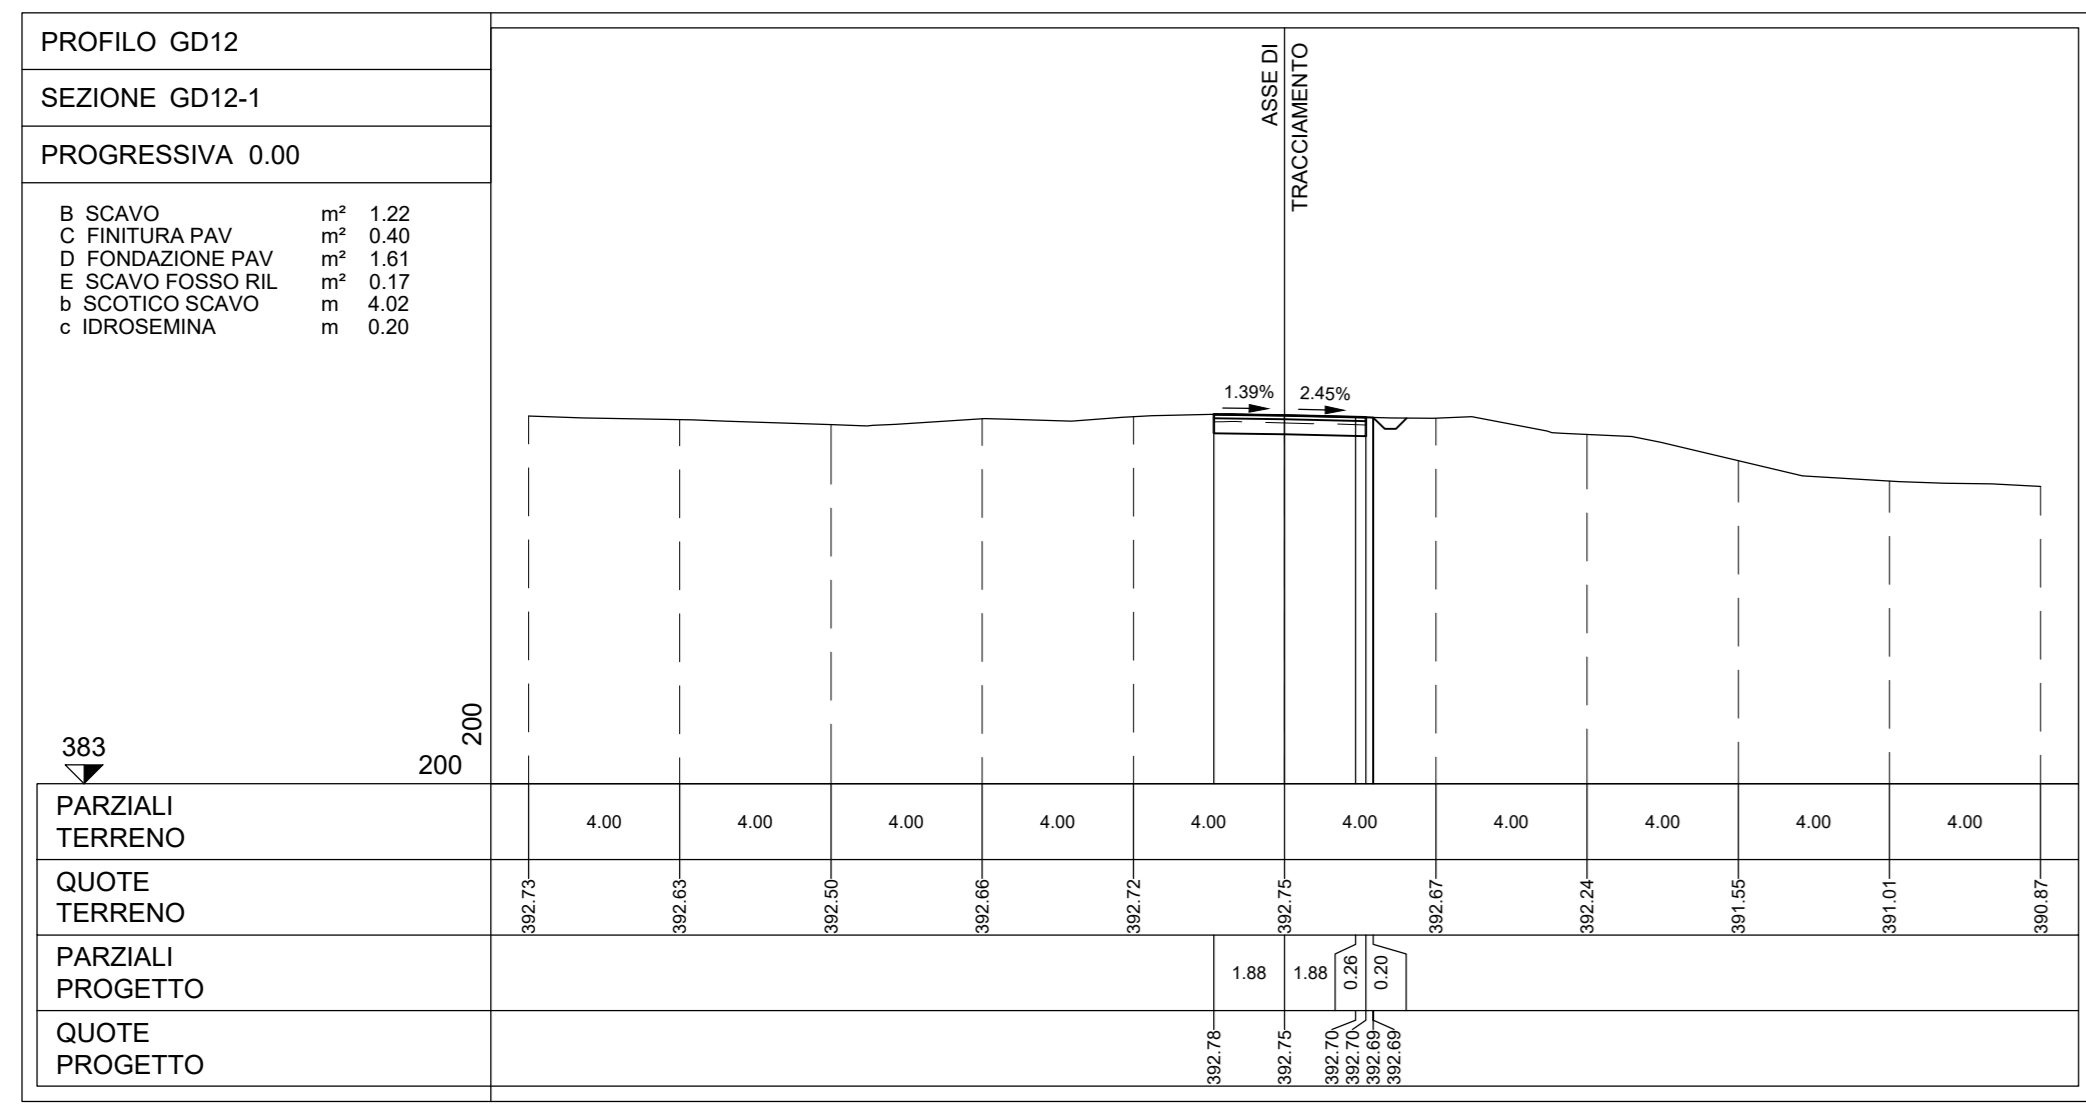 PROFILO GD12
SEZIONE GD12-1
PROGRESSIVA 0.00
B SCAVO m² 1.22
C FINITURA PAV m² 0.40
D FONDAZIONE PAV m² 1.61
E SCAVO FOSSO RIL m² 0.17
b SCOTICO SCAVO m 4.02
c IDROSEMINA m 0.20
ASSE DI
TRACCIAMENTO
1.39% 2.45%
383
200
200
PARZIALI
TERRENO
4.00 4.00 4.00 4.00 4.00 4.00 4.00 4.00 4.00 4.00
QUOTE
TERRENO
392.73 392.63 392.50 392.66 392.72 392.75 392.67 392.24 391.55 391.01 390.87
PARZIALI
PROGETTO
1.88 1.88 0.26 0.20
QUOTE
PROGETTO
392.78 392.75 392.70 392.70 392.69 392.69